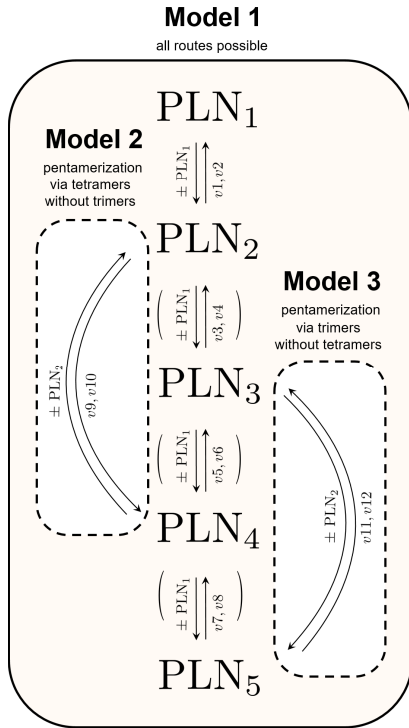 Model 1
all routes possible
PLN₁
Model 2
pentamerization
via tetramers
without trimers
± PLN₁
v1, v2
PLN₂
Model 3
pentamerization
via trimers
without tetramers
( ± PLN₁
v3, v4 )
± PLN₂
v9, v10
PLN₃
( ± PLN₁
v5, v6 )
PLN₄
± PLN₂
v11, v12
( ± PLN₁
v7, v8 )
PLN₅